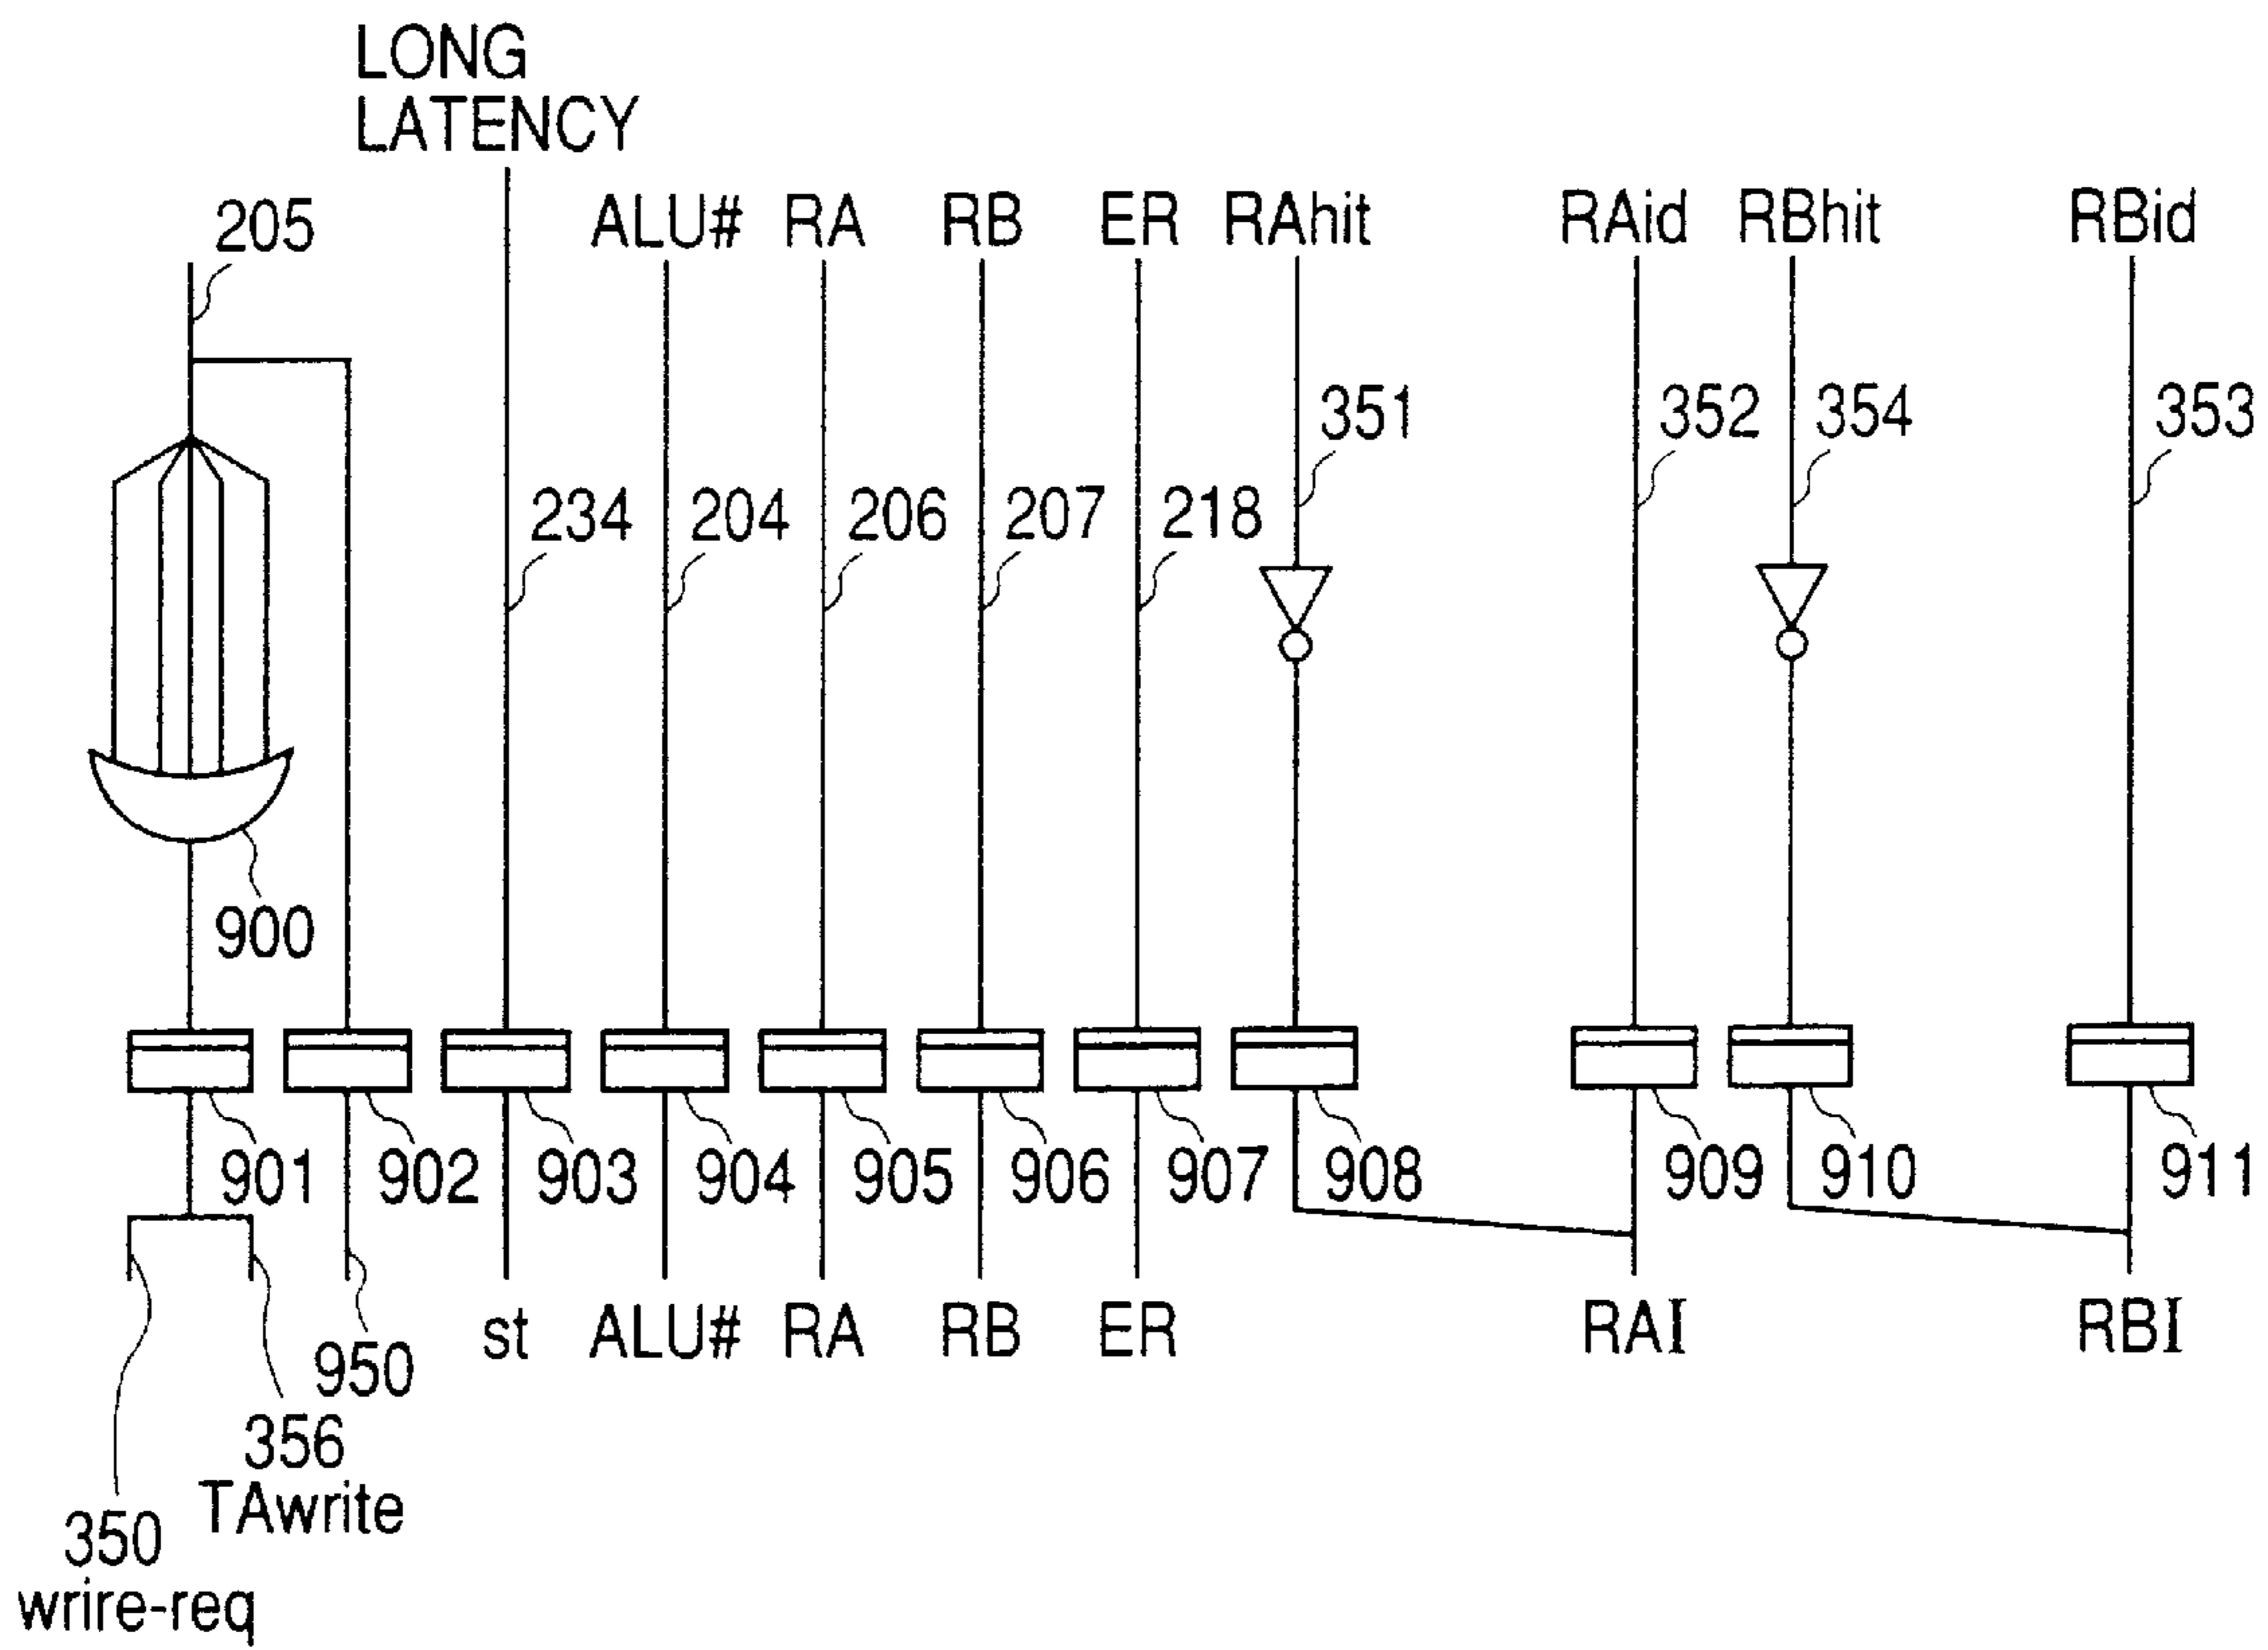 LONG
LATENCY
205
ALU#
RA
RB
ER
RAhit
RAid
RBhit
RBid
351
352
354
353
234
204
206
207
218
900
901
902
903
904
905
906
907
908
909
910
911
st
ALU#
RA
RB
ER
RAI
RBI
950
356
TAwrite
350
wrire-req